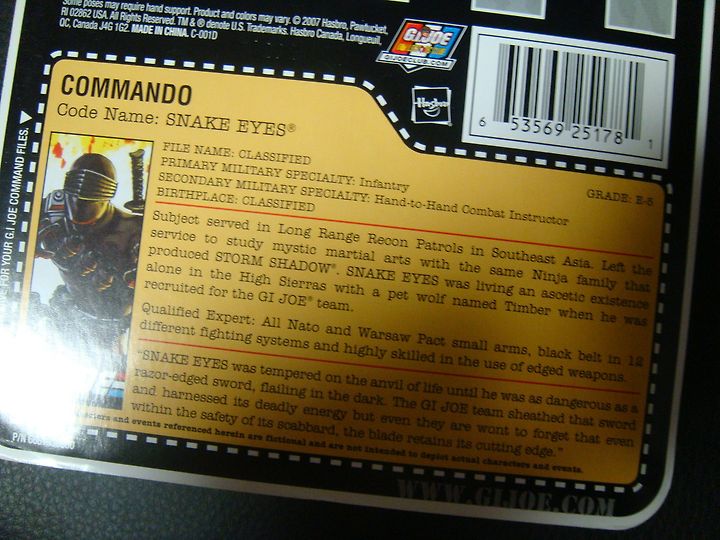 Some poses may require hand support. Product and colors may vary. © 2007 Hasbro, Pawtucket,
RI 02862 USA. All Rights Reserved. TM & ® denote U.S. Trademarks. Hasbro Canada, Longueuil,
QC, Canada J4G 1G2. MADE IN CHINA. C-001D
G.I.JOE
GIJOECLUB.COM
Hasbro
6 53569 25178 1
COMMANDO
Code Name: SNAKE EYES®
FILE NAME: CLASSIFIED
GRADE: E-5
PRIMARY MILITARY SPECIALTY: Infantry
SECONDARY MILITARY SPECIALTY: Hand-to-Hand Combat Instructor
BIRTHPLACE: CLASSIFIED
Subject served in Long Range Recon Patrols in Southeast Asia. Left the
service to study mystic martial arts with the same Ninja family that
produced STORM SHADOW®. SNAKE EYES was living an ascetic existence
alone in the High Sierras with a pet wolf named Timber when he was
recruited for the GI JOE® team.
Qualified Expert: All Nato and Warsaw Pact small arms, black belt in 12
different fighting systems and highly skilled in the use of edged weapons.
"SNAKE EYES was tempered on the anvil of life until he was as dangerous as a
razor-edged sword, flailing in the dark. The GI JOE team sheathed that sword
and harnessed its deadly energy but even they are wont to forget that even
within the safety of its scabbard, the blade retains its cutting edge."
and events referenced herein are fictional and are not intended to depict actual characters and events.
FOR YOUR G.I. JOE COMMAND FILES.
P/N
WWW.GIJOE.COM